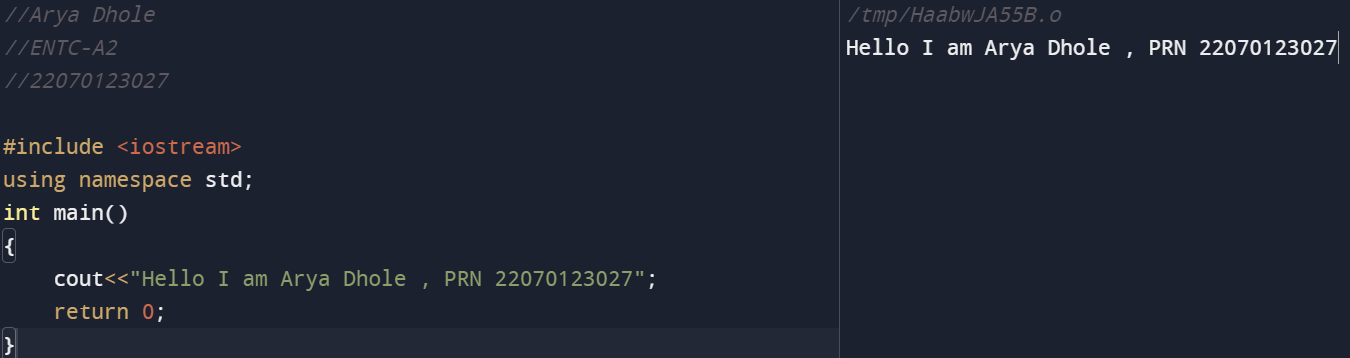 //Arya Dhole
//ENTC-A2
//22070123027
#include <iostream>
using namespace std;
int main()
{
    cout<<"Hello I am Arya Dhole , PRN 22070123027";
    return 0;
}
/tmp/HaabwJA55B.o
Hello I am Arya Dhole , PRN 22070123027